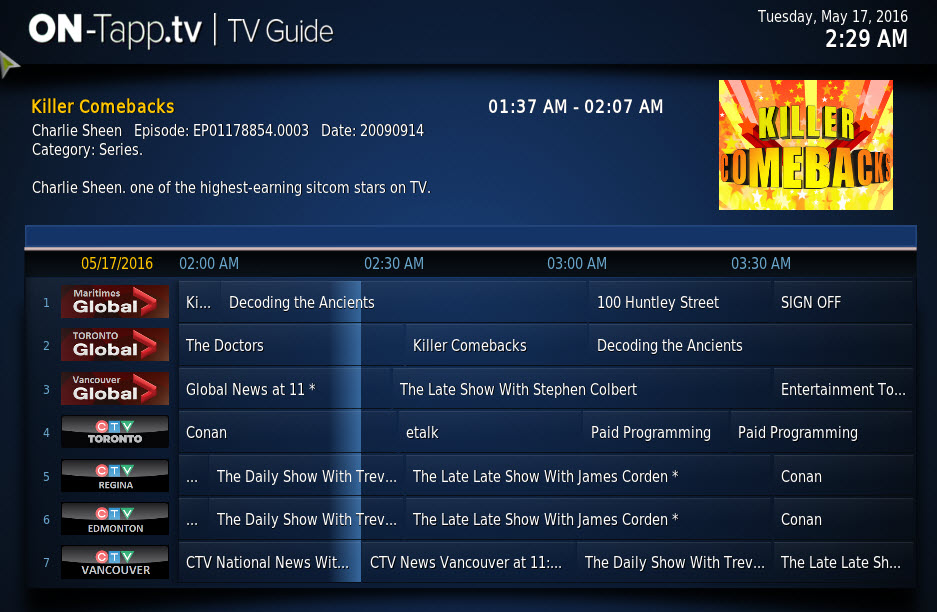 ON-Tapp.tv | TV Guide
Tuesday, May 17, 2016
2:29 AM
Killer Comebacks
01:37 AM - 02:07 AM
Charlie Sheen Episode: EP01178854.0003 Date: 20090914
Category: Series.
Charlie Sheen. one of the highest-earning sitcom stars on TV.
KILLER
COMEBACKS
05/17/2016 02:00 AM 02:30 AM 03:00 AM 03:30 AM
1 Maritimes Global Ki... Decoding the Ancients 100 Huntley Street SIGN OFF
2 TORONTO Global The Doctors Killer Comebacks Decoding the Ancients
3 Vancouver Global Global News at 11 * The Late Show With Stephen Colbert Entertainment To...
4 CTV TORONTO Conan etalk Paid Programming Paid Programming
5 CTV REGINA ... The Daily Show With Trev... The Late Late Show With James Corden * Conan
6 CTV EDMONTON ... The Daily Show With Trev... The Late Late Show With James Corden * Conan
7 CTV VANCOUVER CTV National News Wit... CTV News Vancouver at 11:... The Daily Show With Trev... The Late Late Sh...